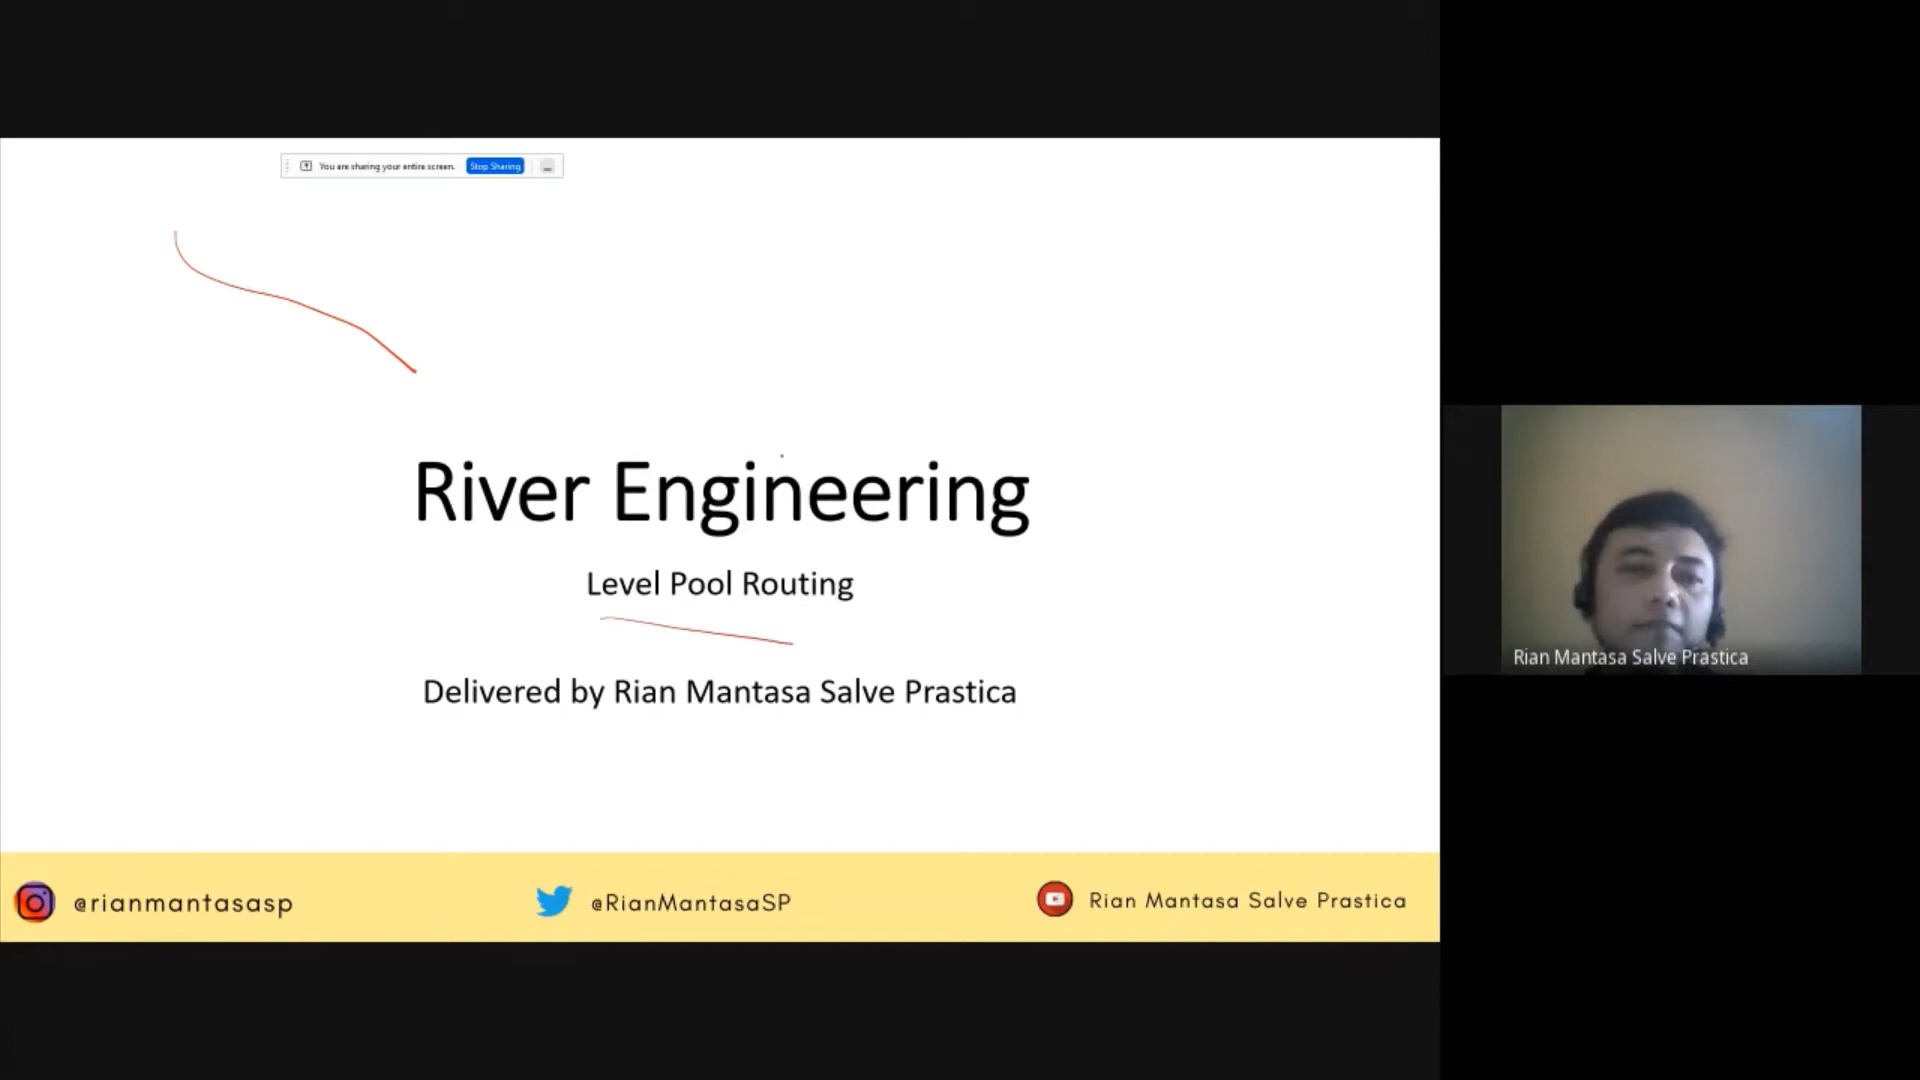 You are sharing your entire screen. Stop Sharing
River Engineering
Level Pool Routing
Delivered by Rian Mantasa Salve Prastica
Rian Mantasa Salve Prastica
@rianmantasasp
@RianMantasaSP
Rian Mantasa Salve Prastica